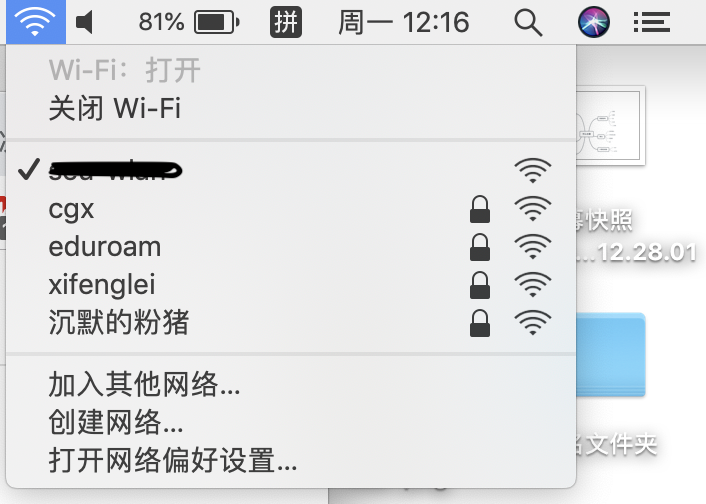 81% 拼 周一 12:16
Wi-Fi：打开
关闭 Wi-Fi
cgx
eduroam
xifenglei
沉默的粉猪
加入其他网络...
创建网络...
打开网络偏好设置...
快照
...12.28.01
文件夹